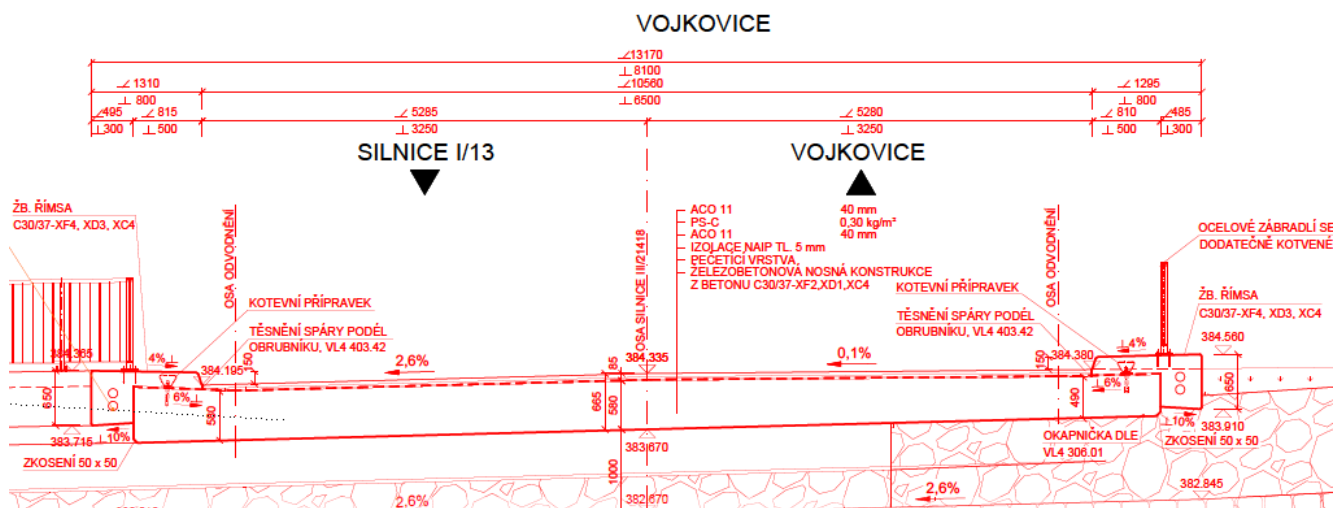 VOJKOVICE
∠13170
⊥8100
∠ 1310
⊥ 800
∠10560
⊥6500
∠ 1295
⊥ 800
∠495
⊥300
∠ 815
⊥ 500
∠ 5285
⊥ 3250
∠ 5280
⊥ 3250
∠ 810
⊥ 500
∠485
⊥300
SILNICE I/13
VOJKOVICE
ŽB. ŘÍMSA
C30/37-XF4, XD3, XC4
OSA ODVODNĚNÍ
KOTEVNÍ PŘÍPRAVEK
TĚSNĚNÍ SPÁRY PODÉL
OBRUBNÍKU, VL4 403.42
OSA SILNICE III/21418
ACO 11 40 mm
PS-C 0,30 kg/m²
ACO 11 40 mm
IZOLACE NAIP TL. 5 mm
PEČETÍCÍ VRSTVA
ŽELEZOBETONOVÁ NOSNÁ KONSTRUKCE
Z BETONU C30/37-XF2,XD1,XC4
OSA ODVODNĚNÍ
KOTEVNÍ PŘÍPRAVEK
TĚSNĚNÍ SPÁRY PODÉL
OBRUBNÍKU, VL4 403.42
OCELOVÉ ZÁBRADLÍ SE
DODATEČNĚ KOTVENÉ
ŽB. ŘÍMSA
C30/37-XF4, XD3, XC4
384.365
4%
150
384.195
2,6%
85
384.335
0,1%
150
384.380
4%
384.560
6%
6%
650
580
665
580
490
650
383.715
⊥10%
ZKOSENÍ 50 x 50
383.670
OKAPNIČKA DLE
VL4 306.01
⊥10%
383.910
ZKOSENÍ 50 x 50
1000
2,6%
382.670
2,6%
382.845